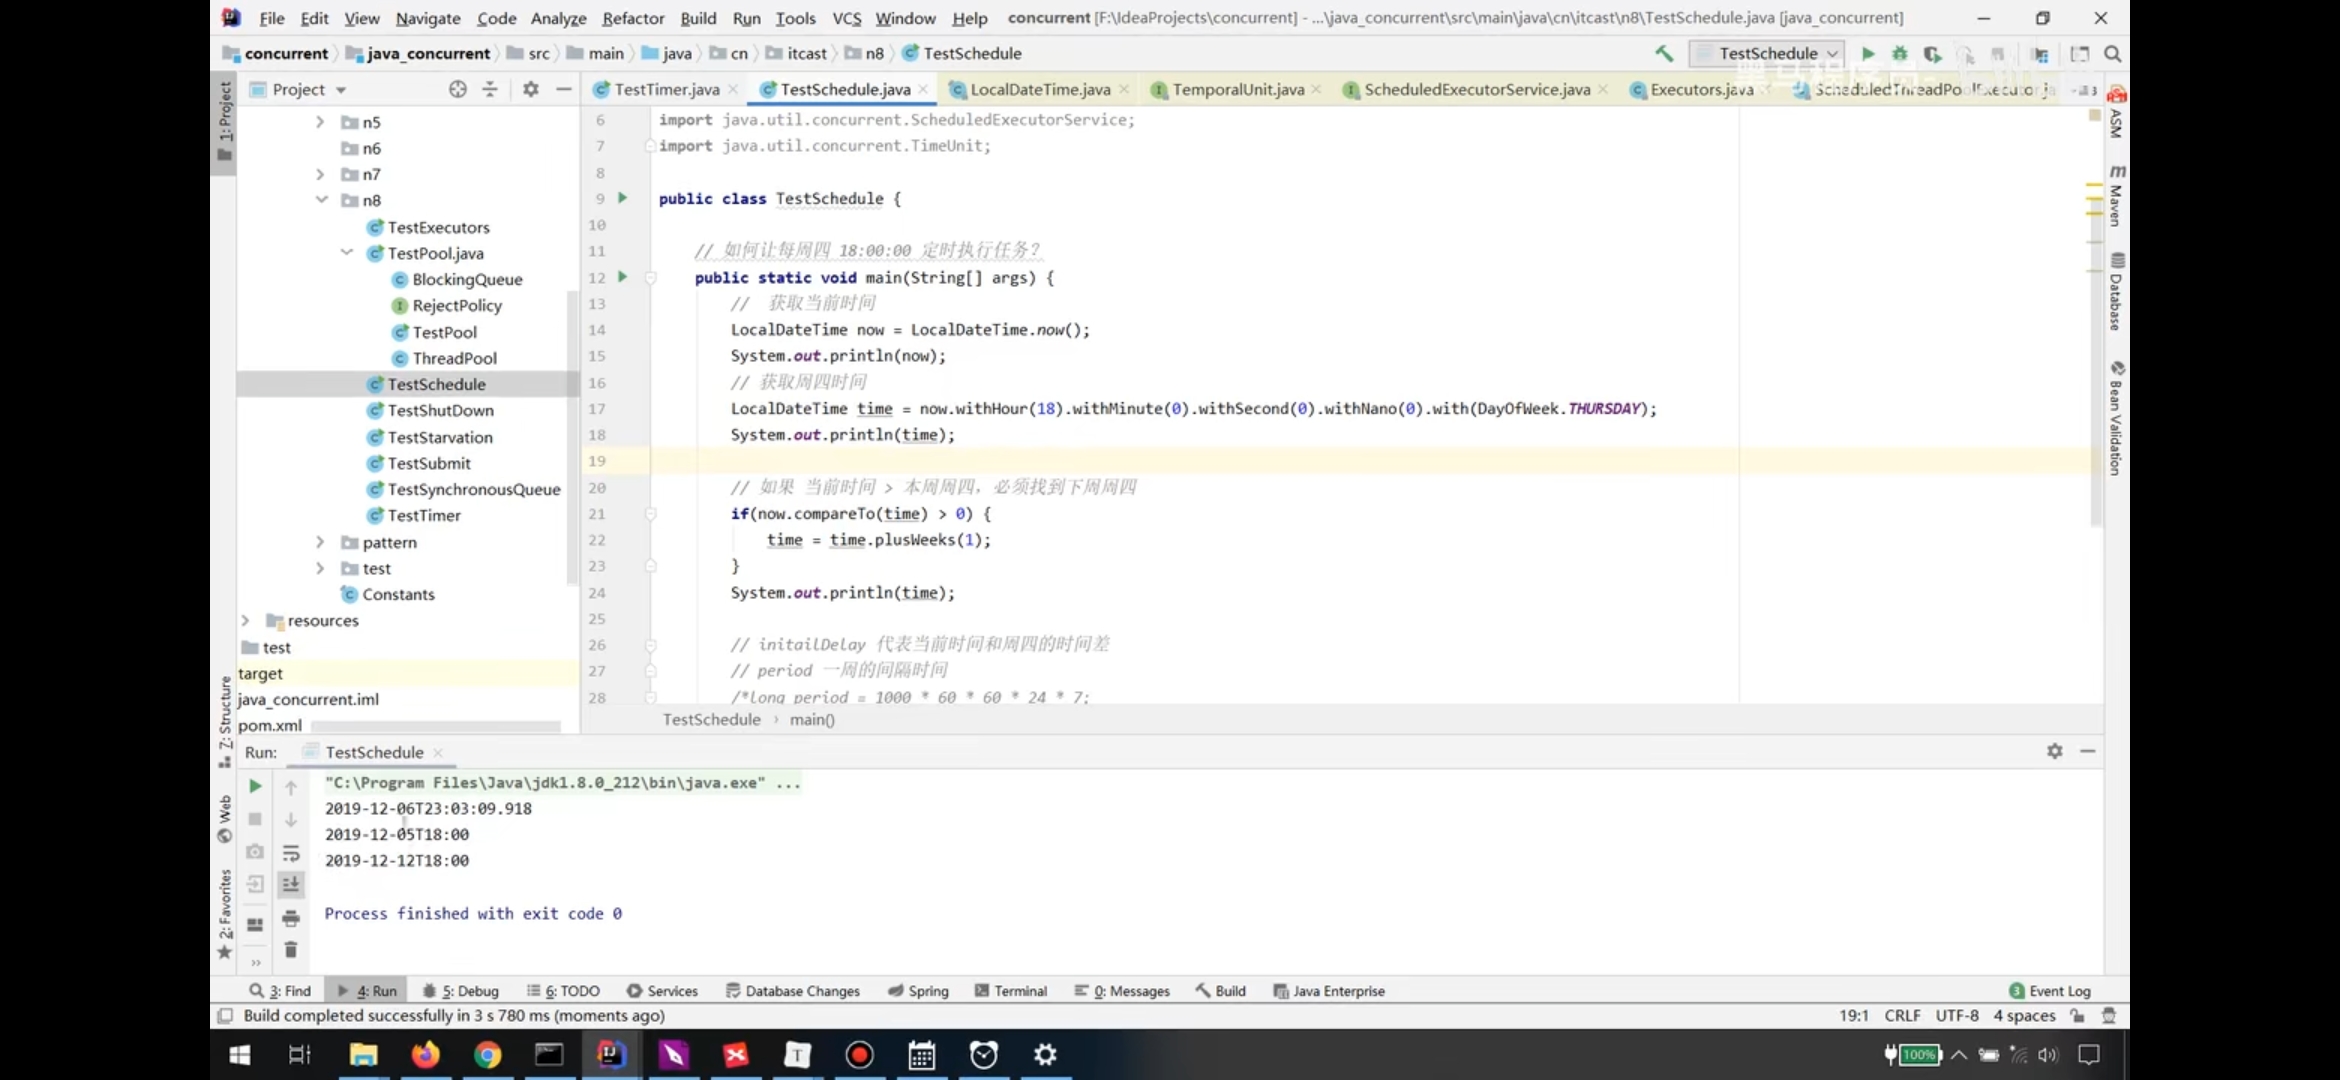 File Edit View Navigate Code Analyze Refactor Build Run Tools VCS Window Help concurrent [F:\IdeaProjects\concurrent] - ...\java_concurrent\src\main\java\cn\itcast\n8\TestSchedule.java [java_concurrent]
concurrent java_concurrent src main java cn itcast n8 TestSchedule TestSchedule
Project TestTimer.java TestSchedule.java LocalDateTime.java TemporalUnit.java ScheduledExecutorService.java Executors.java ScheduledThreadPoolExecutor.ja
1: Project
n5
n6
n7
n8
TestExecutors
TestPool.java
BlockingQueue
RejectPolicy
TestPool
ThreadPool
TestSchedule
TestShutDown
TestStarvation
TestSubmit
TestSynchronousQueue
TestTimer
pattern
test
Constants
resources
test
target
java_concurrent.iml
pom.xml
6 import java.util.concurrent.ScheduledExecutorService;
7 import java.util.concurrent.TimeUnit;
8
9 public class TestSchedule {
10
11 // 如何让每周四 18:00:00 定时执行任务?
12 public static void main(String[] args) {
13 // 获取当前时间
14 LocalDateTime now = LocalDateTime.now();
15 System.out.println(now);
16 // 获取周四时间
17 LocalDateTime time = now.withHour(18).withMinute(0).withSecond(0).withNano(0).with(DayOfWeek.THURSDAY);
18 System.out.println(time);
19
20 // 如果 当前时间 > 本周周四，必须找到下周周四
21 if(now.compareTo(time) > 0) {
22 time = time.plusWeeks(1);
23 }
24 System.out.println(time);
25
26 // initailDelay 代表当前时间和周四的时间差
27 // period 一周的间隔时间
28 /*long period = 1000 * 60 * 60 * 24 * 7;
TestSchedule › main()
ASM
Maven
Database
Bean Validation
Z: Structure
Web
2: Favorites
Run: TestSchedule
"C:\Program Files\Java\jdk1.8.0_212\bin\java.exe" ...
2019-12-06T23:03:09.918
2019-12-05T18:00
2019-12-12T18:00
Process finished with exit code 0
3: Find 4: Run 5: Debug 6: TODO Services Database Changes Spring Terminal 0: Messages Build Java Enterprise 3 Event Log
Build completed successfully in 3 s 780 ms (moments ago) 19:1 CRLF UTF-8 4 spaces
100%